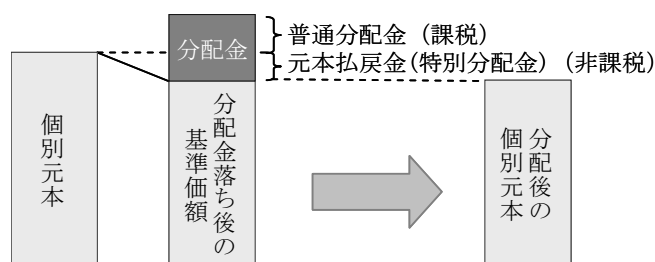 普通分配金 (課税)
分配金
元本払戻金(特別分配金) (非課税)
個別元本
分配金落ち後の
基準価額
分配後の
個別元本